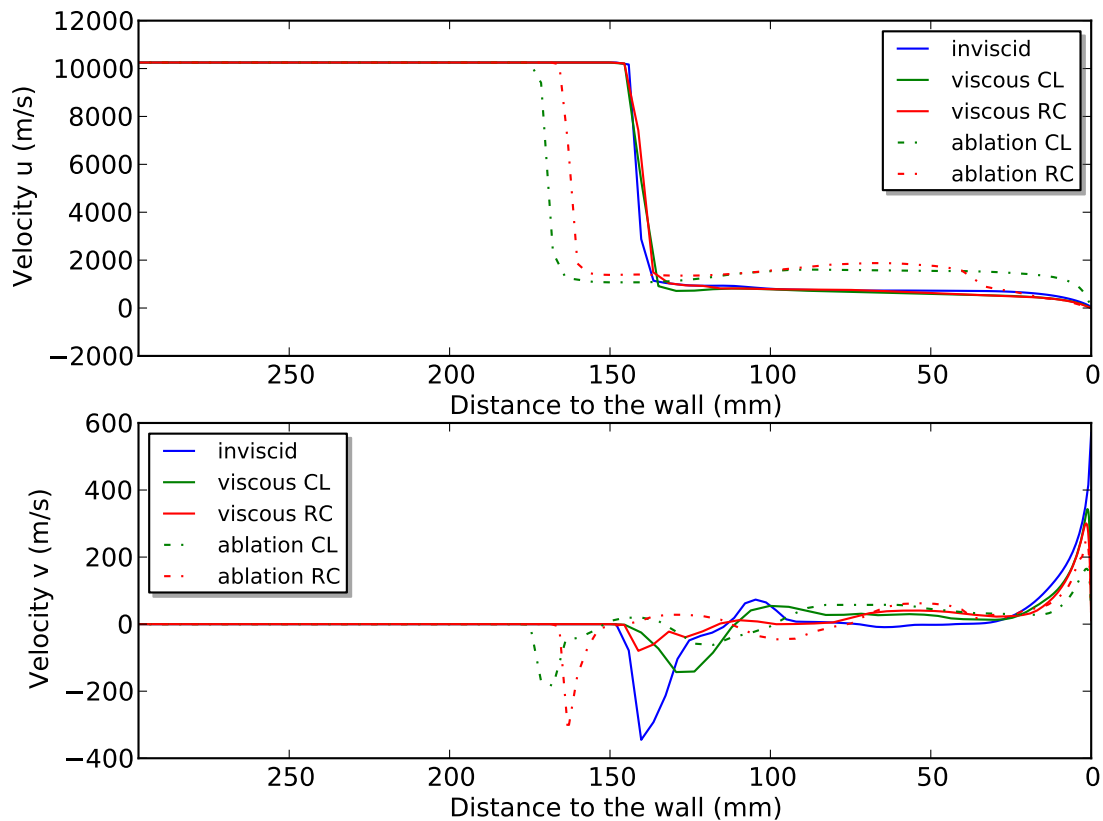 12000
10000
8000
6000
4000
2000
0
−2000
Velocity u (m/s)
inviscid
viscous CL
viscous RC
ablation CL
ablation RC
250 200 150 100 50 0
Distance to the wall (mm)
600
400
200
0
−200
−400
Velocity v (m/s)
inviscid
viscous CL
viscous RC
ablation CL
ablation RC
250 200 150 100 50 0
Distance to the wall (mm)